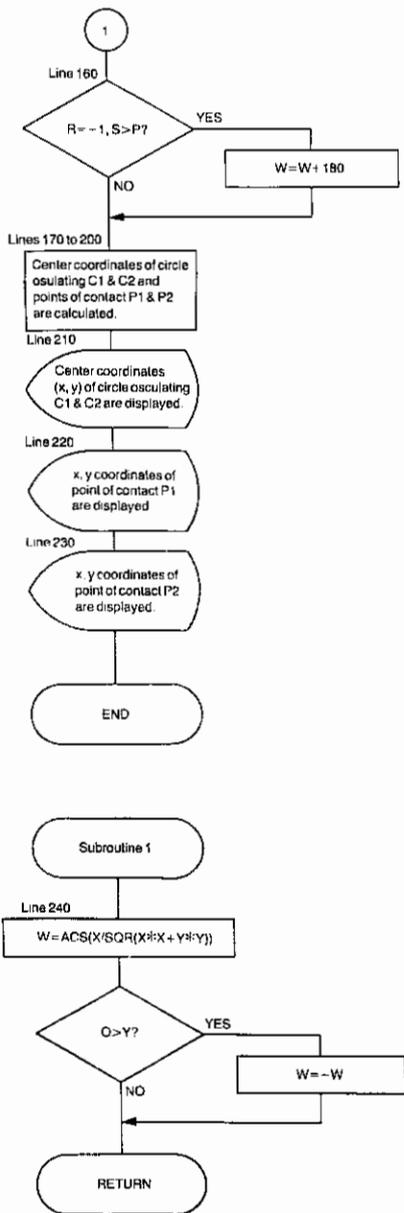 1
Line 160
R=-1, S>P?
YES
W=W+180
NO
Lines 170 to 200
Center coordinates of circle
osulating C1 & C2 and
points of contact P1 & P2
are calculated.
Line 210
Center coordinates
(x, y) of circle osculating
C1 & C2 are displayed.
Line 220
x, y coordinates of
point of contact P1
are displayed
Line 230
x, y coordinates of
point of contact P2
are displayed.
END
Subroutine 1
Line 240
W=ACS(X/SQR(X*X+Y*Y))
O>Y?
YES
W=-W
NO
RETURN